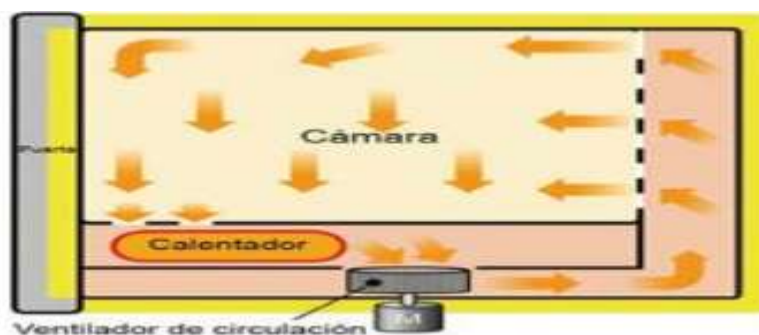 Puerta
Cámara
Calentador
M
Ventilador de circulación